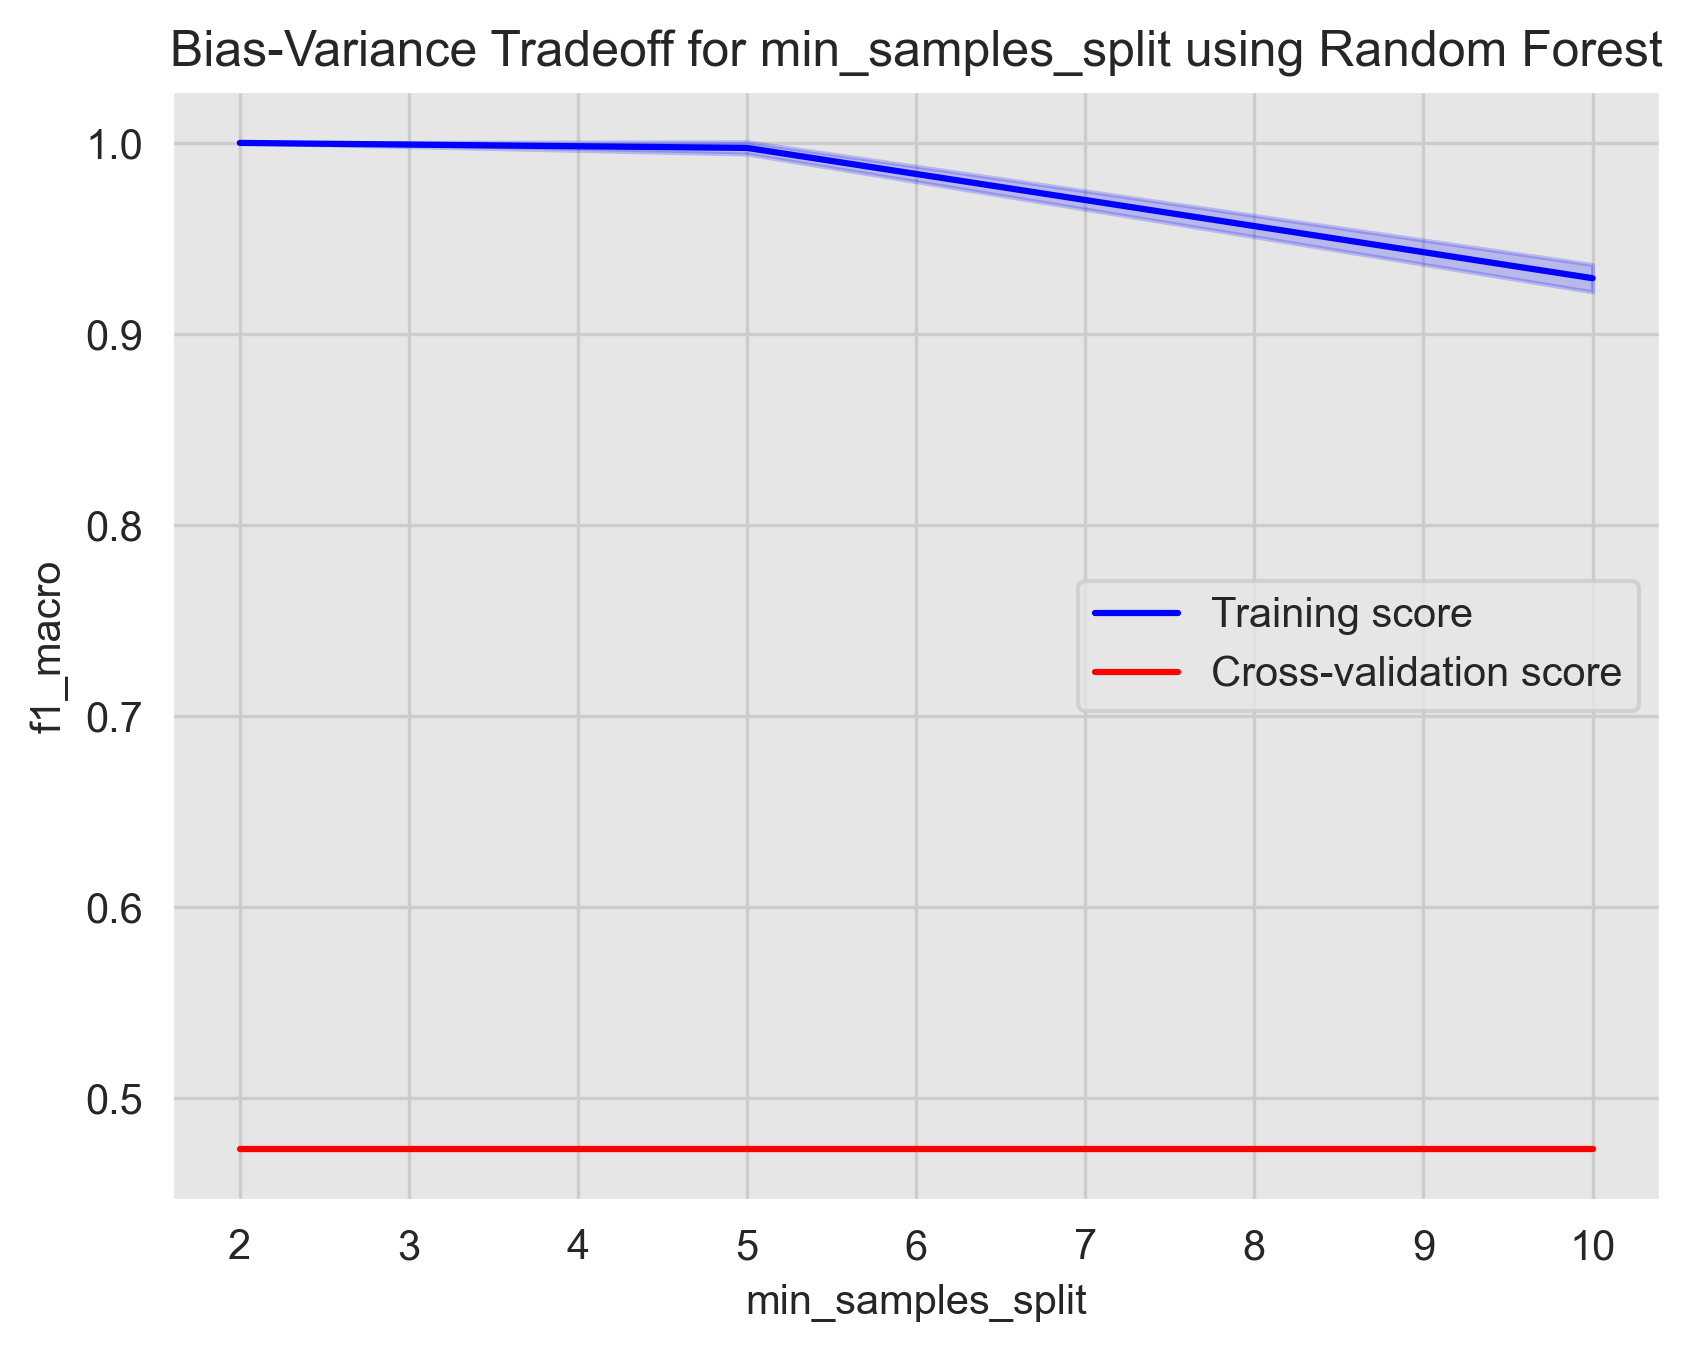 Bias-Variance Tradeoff for min_samples_split using Random Forest
1.0
0.9
0.8
0.7
0.6
0.5
f1_macro
Training score
Cross-validation score
2 3 4 5 6 7 8 9 10
min_samples_split